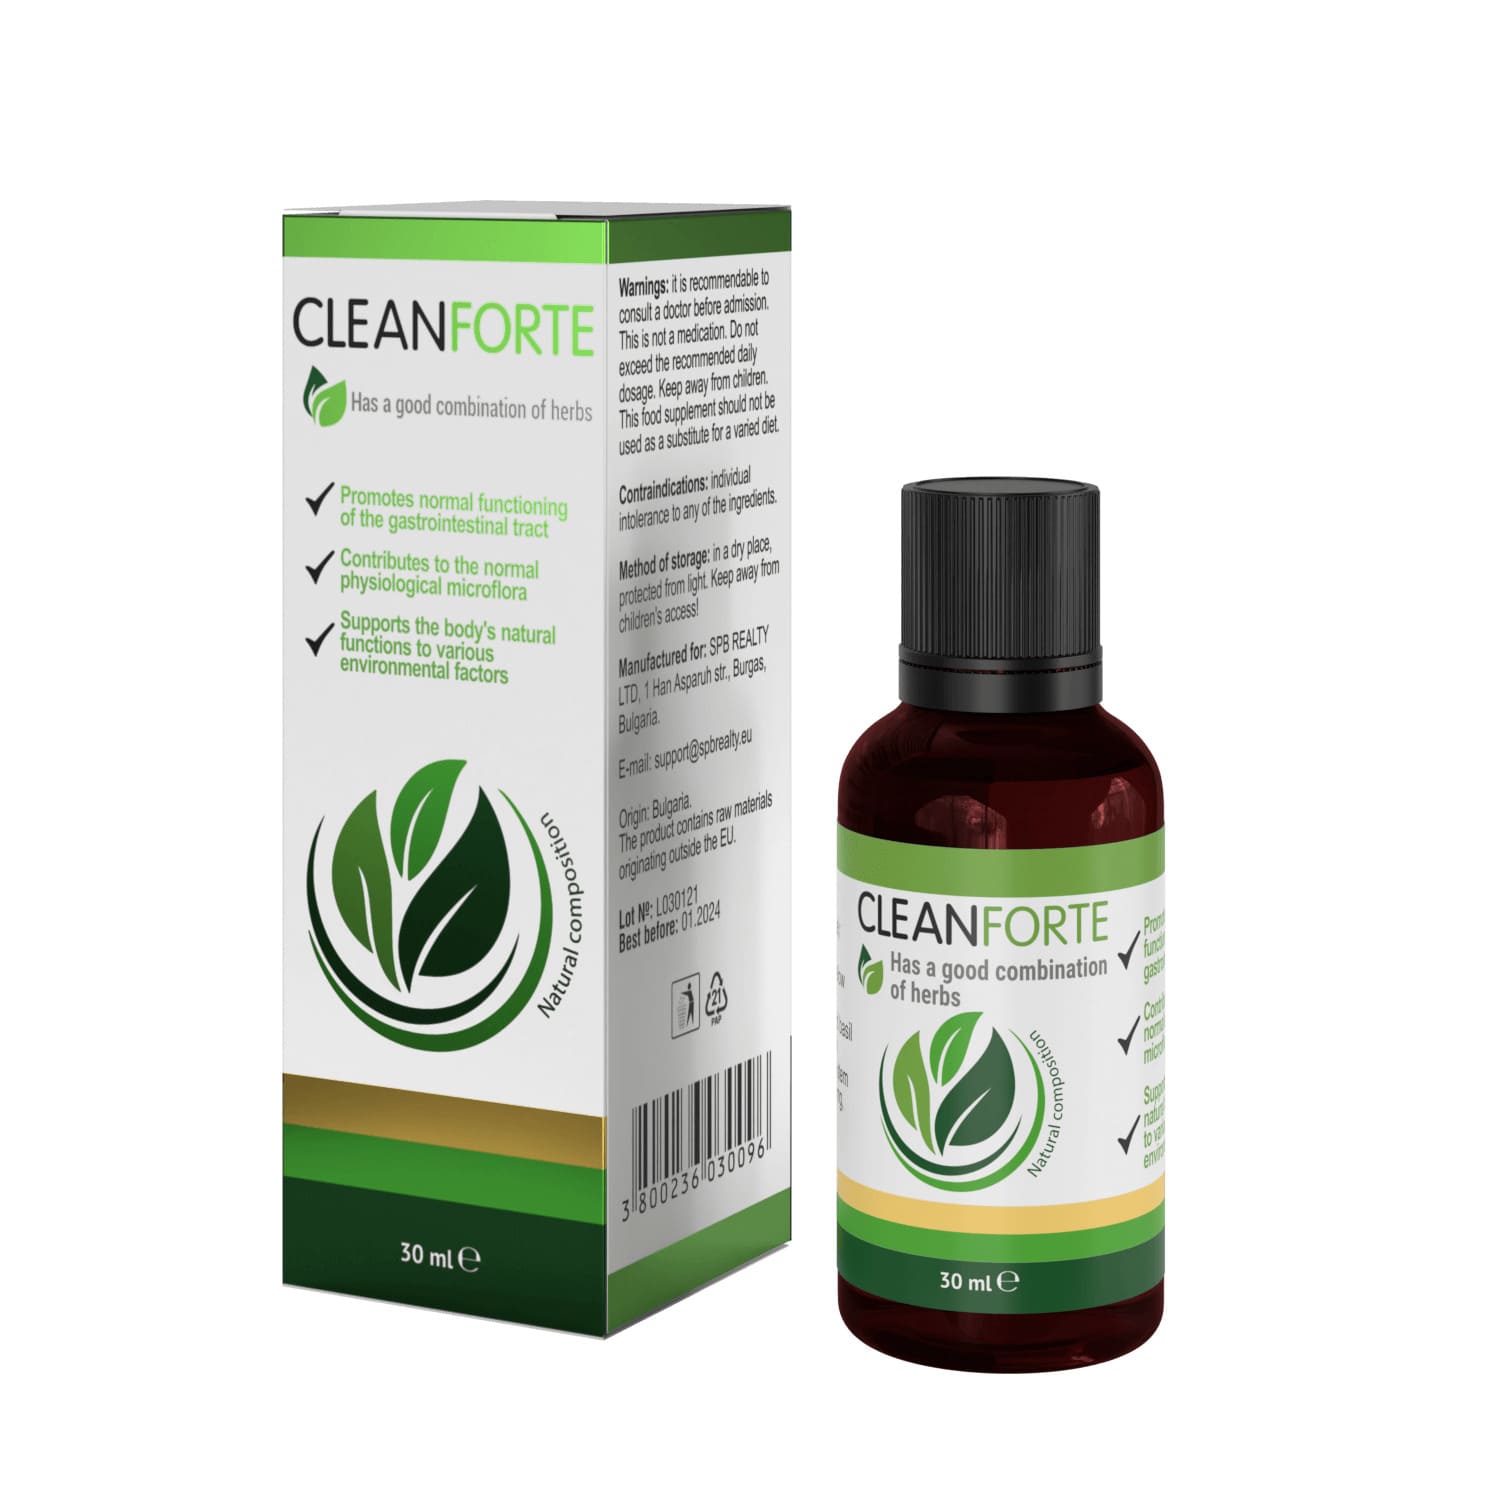 CLEANFORTE
Has a good combination of herbs
Promotes normal functioning
of the gastrointestinal tract
Contributes to the normal
physiological microflora
Supports the body's natural
functions to various
environmental factors
Natural composition
30 ml ℮
Warnings: it is recommendable to
consult a doctor before admission.
This is not a medication. Do not
exceed the recommended daily
dosage. Keep away from children.
This food supplement should not be
used as a substitute for a varied diet.
Contraindications: individual
intolerance to any of the ingredients.
Method of storage: in a dry place,
protected from light. Keep away from
children's access!
Manufactured for: SPB REALTY
LTD, 1 Han Asparuh str., Burgas,
Bulgaria.
E-mail: support@spbrealty.eu
Origin: Bulgaria.
The product contains raw materials
originating outside the EU.
Lot №: L030121
Best before: 01.2024
21
PAP
3 800236 030096
CLEANFORTE
Has a good combination
of herbs
Natural composition
30 ml ℮